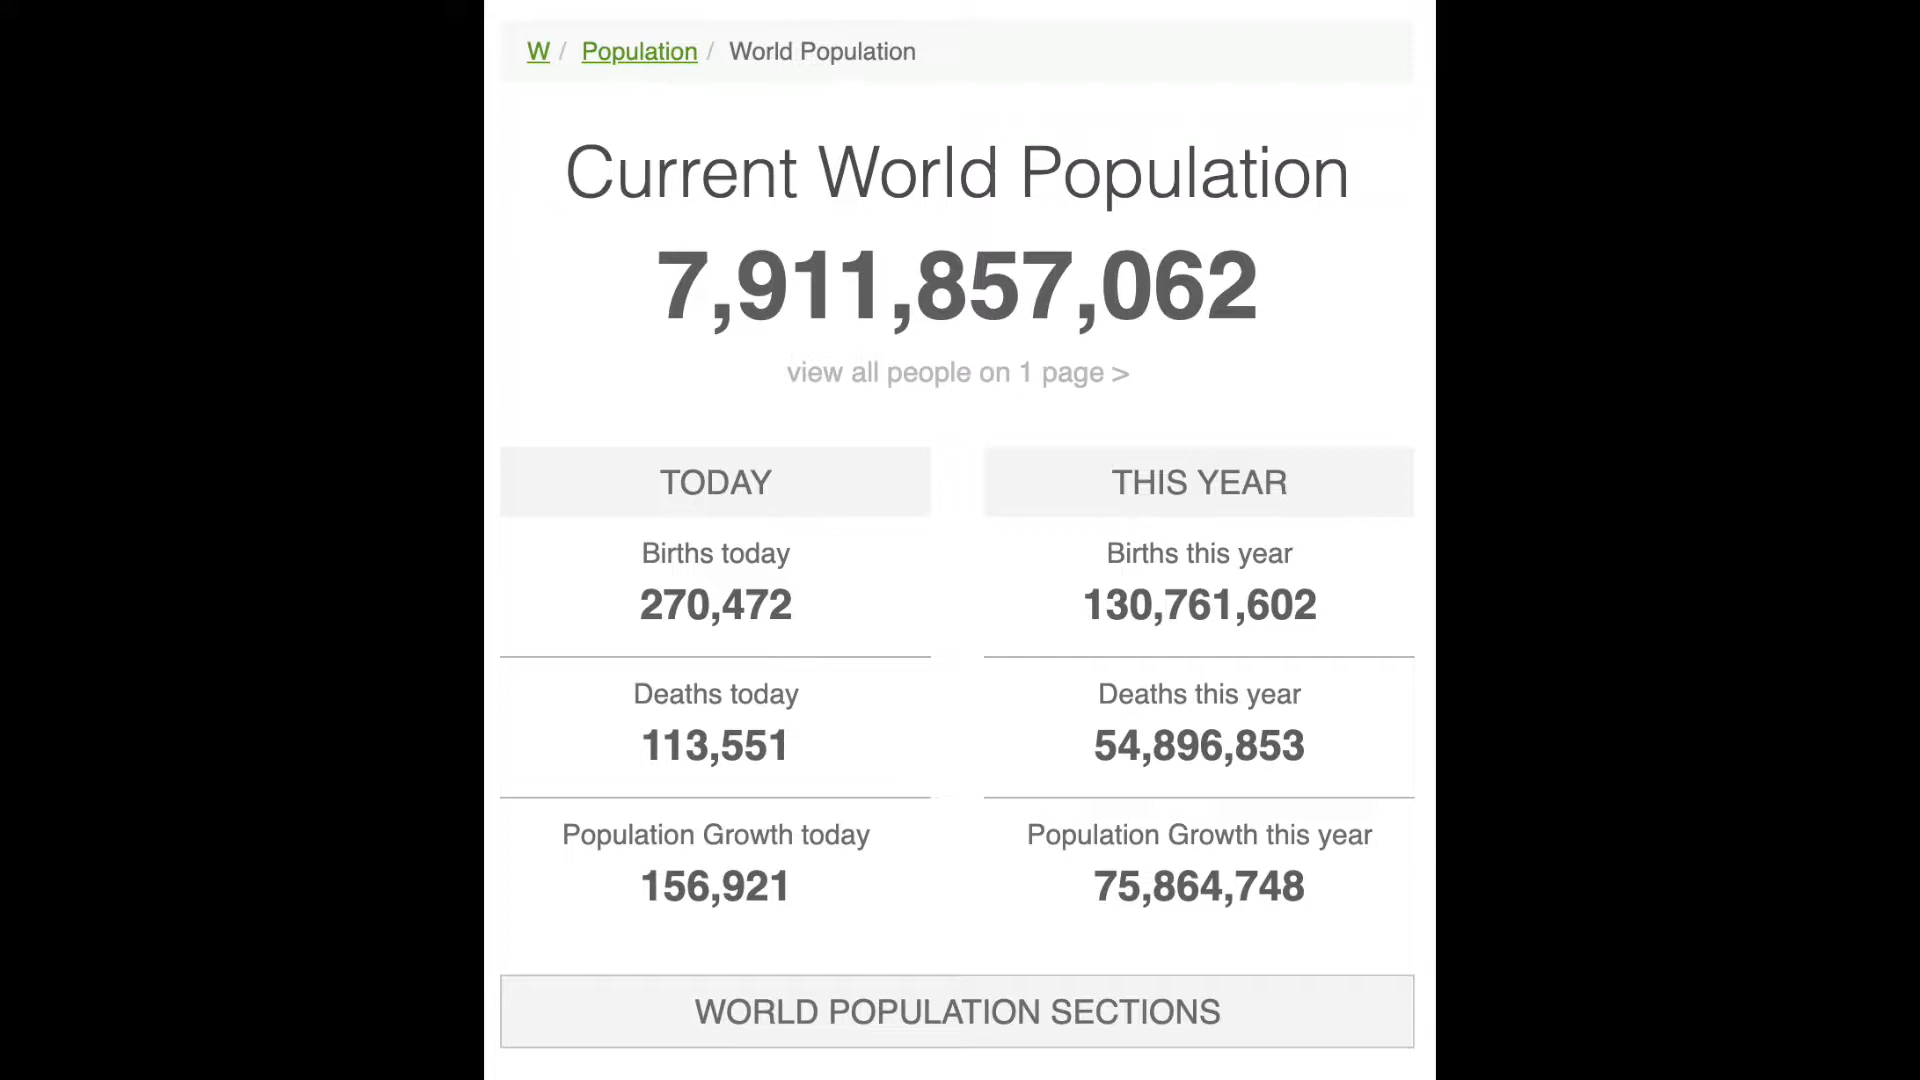 W / Population / World Population
Current World Population
7,911,857,062
view all people on 1 page >
TODAY
Births today
270,472
Deaths today
113,551
Population Growth today
156,921
THIS YEAR
Births this year
130,761,602
Deaths this year
54,896,853
Population Growth this year
75,864,748
WORLD POPULATION SECTIONS